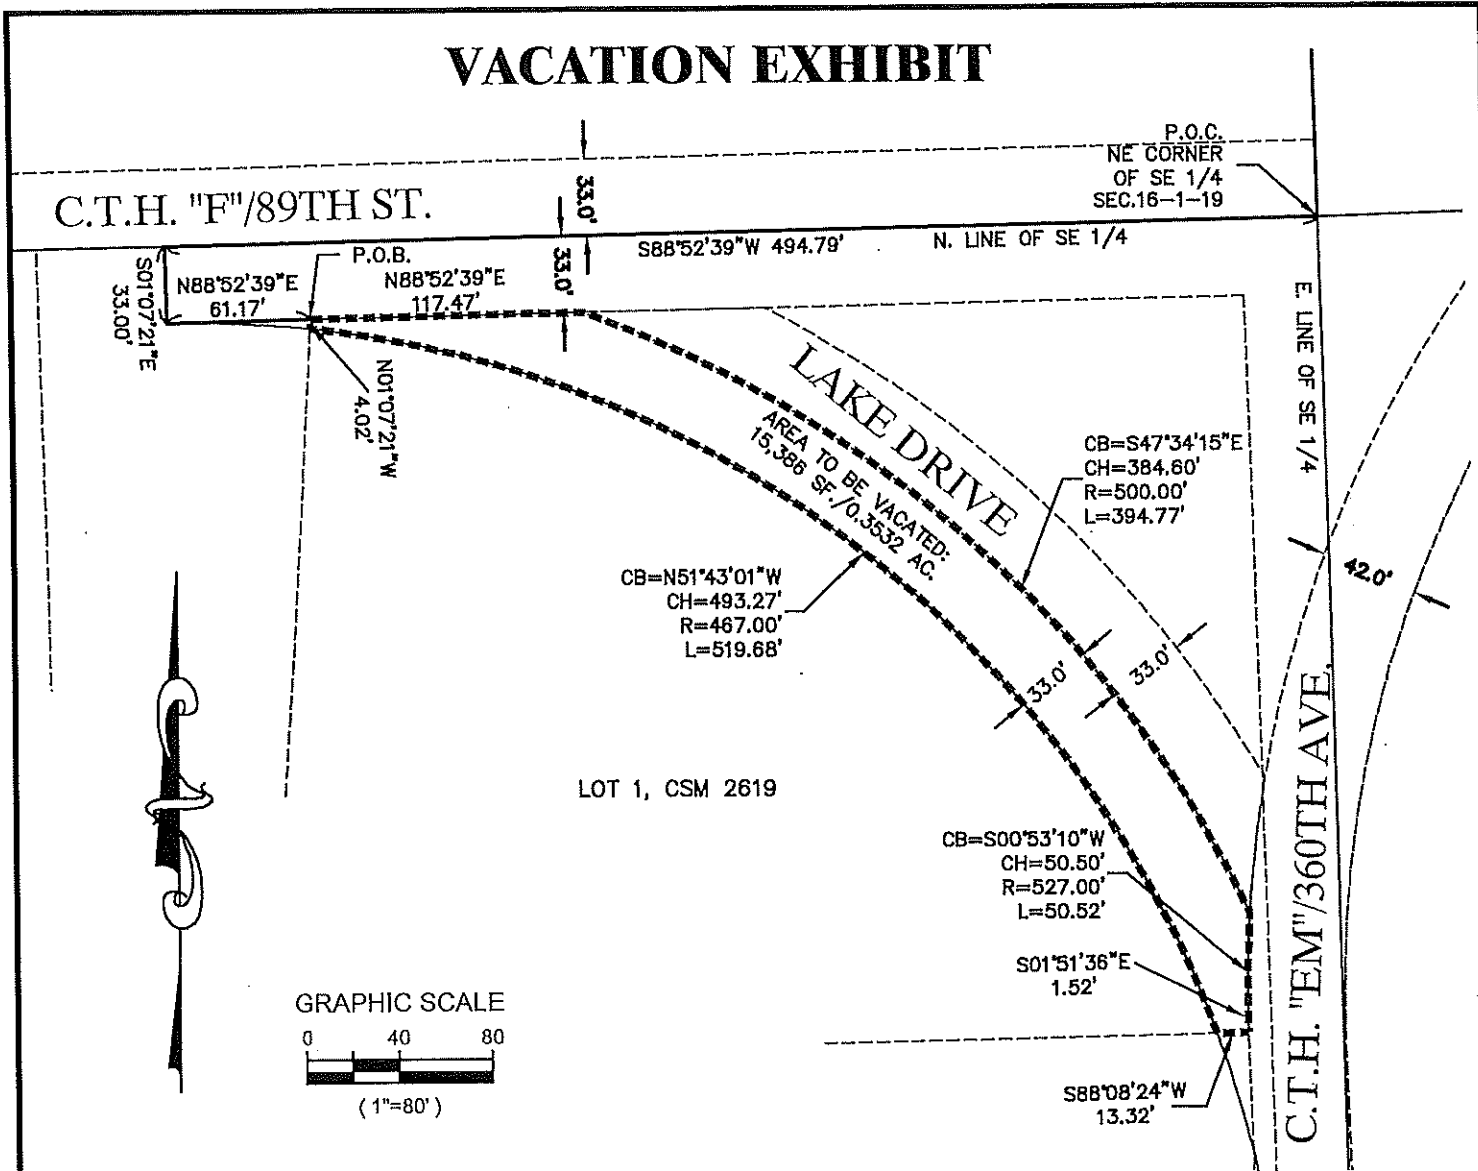 VACATION EXHIBIT
P.O.C.
NE CORNER
OF SE 1/4
SEC.16-1-19
C.T.H. "F"/89TH ST.
33.0'
S88°52'39"W 494.79'
N. LINE OF SE 1/4
P.O.B.
33.0'
S01°07'21"E
33.00'
N88°52'39"E
61.17'
N88°52'39"E
117.47'
E. LINE OF SE 1/4
N01°07'21"W
4.02'
LAKE DRIVE
AREA TO BE VACATED:
15,386 SF./0.3532 AC.
CB=S47°34'15"E
CH=384.60'
R=500.00'
L=394.77'
42.0'
CB=N51°43'01"W
CH=493.27'
R=467.00'
L=519.68'
33.0'
33.0'
LOT 1, CSM 2619
C.T.H. "EM"/360TH AVE.
CB=S00°53'10"W
CH=50.50'
R=527.00'
L=50.52'
S01°51'36"E
1.52'
GRAPHIC SCALE
0 40 80
(1"=80')
S88°08'24"W
13.32'